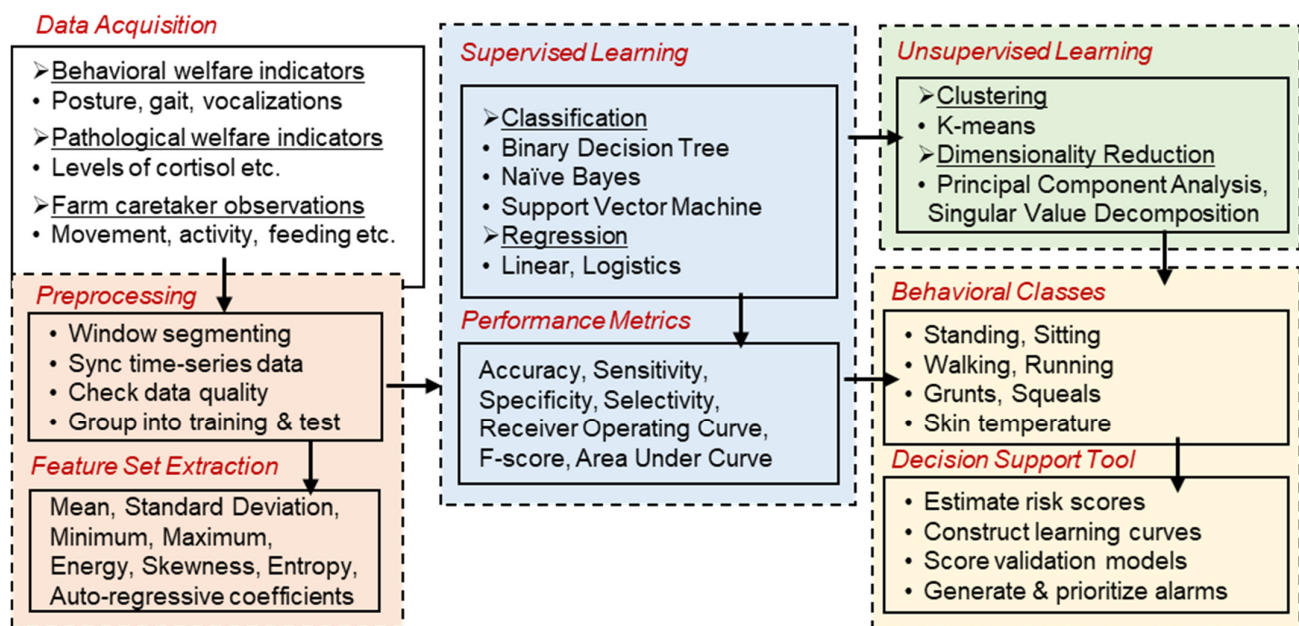 Data Acquisition
➢Behavioral welfare indicators
• Posture, gait, vocalizations
➢Pathological welfare indicators
• Levels of cortisol etc.
➢Farm caretaker observations
• Movement, activity, feeding etc.
Preprocessing
• Window segmenting
• Sync time-series data
• Check data quality
• Group into training & test
Feature Set Extraction
Mean, Standard Deviation,
Minimum, Maximum,
Energy, Skewness, Entropy,
Auto-regressive coefficients
Supervised Learning
➢Classification
• Binary Decision Tree
• Naïve Bayes
• Support Vector Machine
➢Regression
• Linear, Logistics
Performance Metrics
Accuracy, Sensitivity,
Specificity, Selectivity,
Receiver Operating Curve,
F-score, Area Under Curve
Unsupervised Learning
➢Clustering
• K-means
➢Dimensionality Reduction
• Principal Component Analysis,
Singular Value Decomposition
Behavioral Classes
• Standing, Sitting
• Walking, Running
• Grunts, Squeals
• Skin temperature
Decision Support Tool
• Estimate risk scores
• Construct learning curves
• Score validation models
• Generate & prioritize alarms